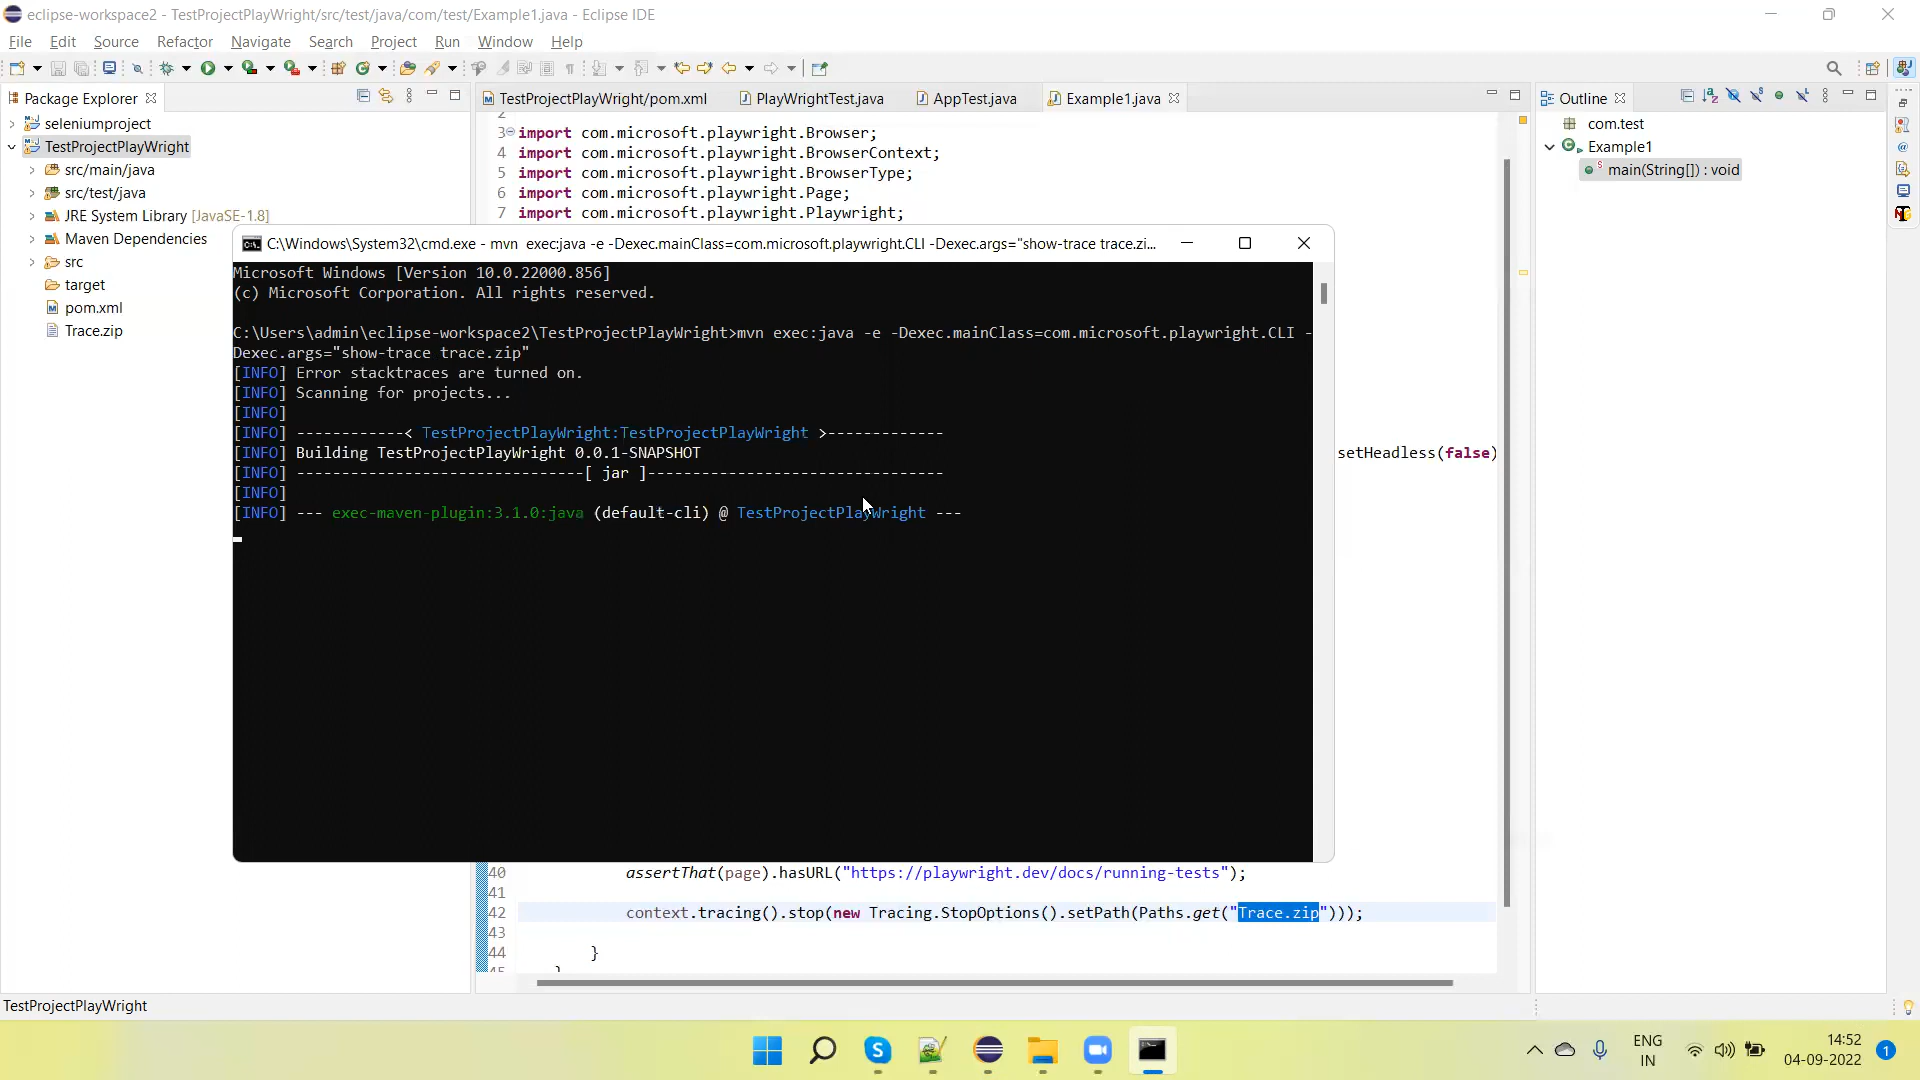 eclipse-workspace2 - TestProjectPlayWright/src/test/java/com/test/Example1.java - Eclipse IDE
File Edit Source Refactor Navigate Search Project Run Window Help
Package Explorer
seleniumproject
TestProjectPlayWright
src/main/java
src/test/java
JRE System Library [JavaSE-1.8]
Maven Dependencies
src
target
pom.xml
Trace.zip
TestProjectPlayWright/pom.xml PlayWrightTest.java AppTest.java Example1.java
2
3 import com.microsoft.playwright.Browser;
4 import com.microsoft.playwright.BrowserContext;
5 import com.microsoft.playwright.BrowserType;
6 import com.microsoft.playwright.Page;
7 import com.microsoft.playwright.Playwright;
C:\Windows\System32\cmd.exe - mvn exec:java -e -Dexec.mainClass=com.microsoft.playwright.CLI -Dexec.args="show-trace trace.zi...
Microsoft Windows [Version 10.0.22000.856]
(c) Microsoft Corporation. All rights reserved.
C:\Users\admin\eclipse-workspace2\TestProjectPlayWright>mvn exec:java -e -Dexec.mainClass=com.microsoft.playwright.CLI -
Dexec.args="show-trace trace.zip"
[INFO] Error stacktraces are turned on.
[INFO] Scanning for projects...
[INFO]
[INFO] ------------< TestProjectPlayWright:TestProjectPlayWright >-------------
[INFO] Building TestProjectPlayWright 0.0.1-SNAPSHOT
[INFO] --------------------------------[ jar ]---------------------------------
[INFO]
[INFO] --- exec-maven-plugin:3.1.0:java (default-cli) @ TestProjectPlayWright ---
setHeadless(false)
40 assertThat(page).hasURL("https://playwright.dev/docs/running-tests");
41
42 context.tracing().stop(new Tracing.StopOptions().setPath(Paths.get("Trace.zip")));
43
44 }
45 }
Outline
com.test
Example1
main(String[]) : void
TestProjectPlayWright
ENG
IN
14:52
04-09-2022
1